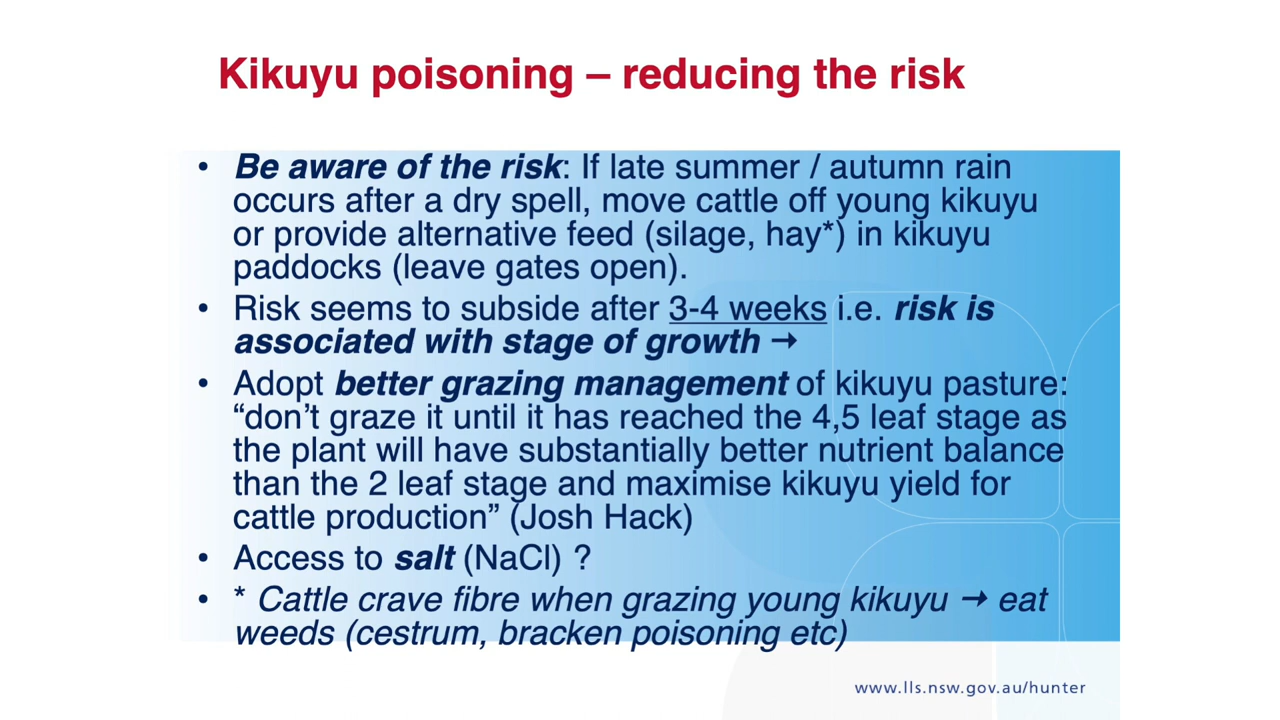 Kikuyu poisoning – reducing the risk
• Be aware of the risk: If late summer / autumn rain
occurs after a dry spell, move cattle off young kikuyu
or provide alternative feed (silage, hay*) in kikuyu
paddocks (leave gates open).
• Risk seems to subside after 3-4 weeks i.e. risk is
associated with stage of growth ➞
• Adopt better grazing management of kikuyu pasture:
“don’t graze it until it has reached the 4,5 leaf stage as
the plant will have substantially better nutrient balance
than the 2 leaf stage and maximise kikuyu yield for
cattle production” (Josh Hack)
• Access to salt (NaCl) ?
• * Cattle crave fibre when grazing young kikuyu ➞ eat
weeds (cestrum, bracken poisoning etc)
www.lls.nsw.gov.au/hunter